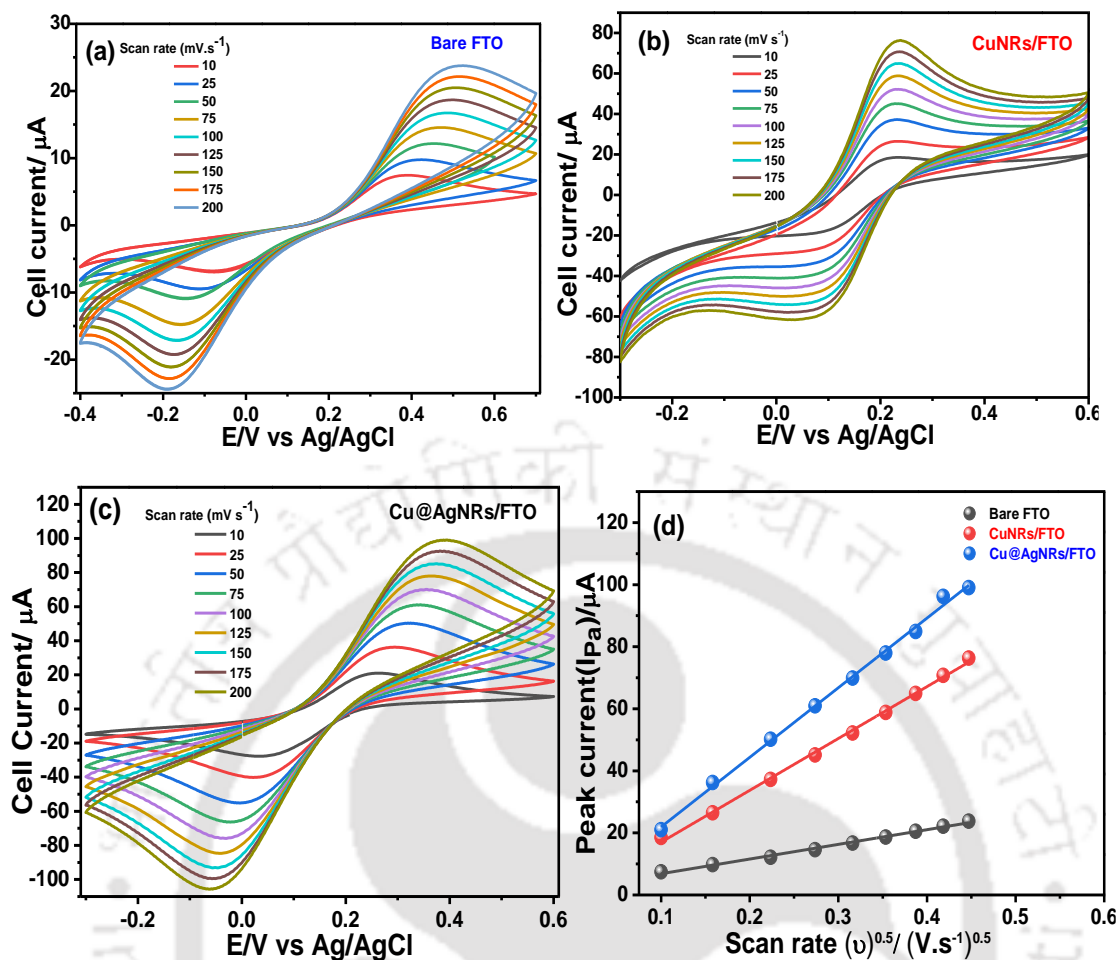 (a)
Bare FTO
Scan rate (mV.s⁻¹)
10
25
50
75
100
125
150
175
200
30
20
10
0
-10
-20
Cell current/ μA
-0.4 -0.2 0.0 0.2 0.4 0.6
E/V vs Ag/AgCl
(b)
CuNRs/FTO
Scan rate (mV s⁻¹)
10
25
50
75
100
125
150
175
200
80
60
40
20
0
-20
-40
-60
-80
-100
Cell current/ μA
-0.2 0.0 0.2 0.4 0.6
E/V vs Ag/AgCl
(c)
Cu@AgNRs/FTO
Scan rate (mV s⁻¹)
10
25
50
75
100
125
150
175
200
120
100
80
60
40
20
0
-20
-40
-60
-80
-100
Cell Current/ μA
-0.2 0.0 0.2 0.4 0.6
E/V vs Ag/AgCl
(d)
Bare FTO
CuNRs/FTO
Cu@AgNRs/FTO
120
100
80
60
40
20
0
Peak current(I_Pa)/μA
0.1 0.2 0.3 0.4 0.5 0.6
Scan rate (υ)^0.5/ (V.s⁻¹)^0.5